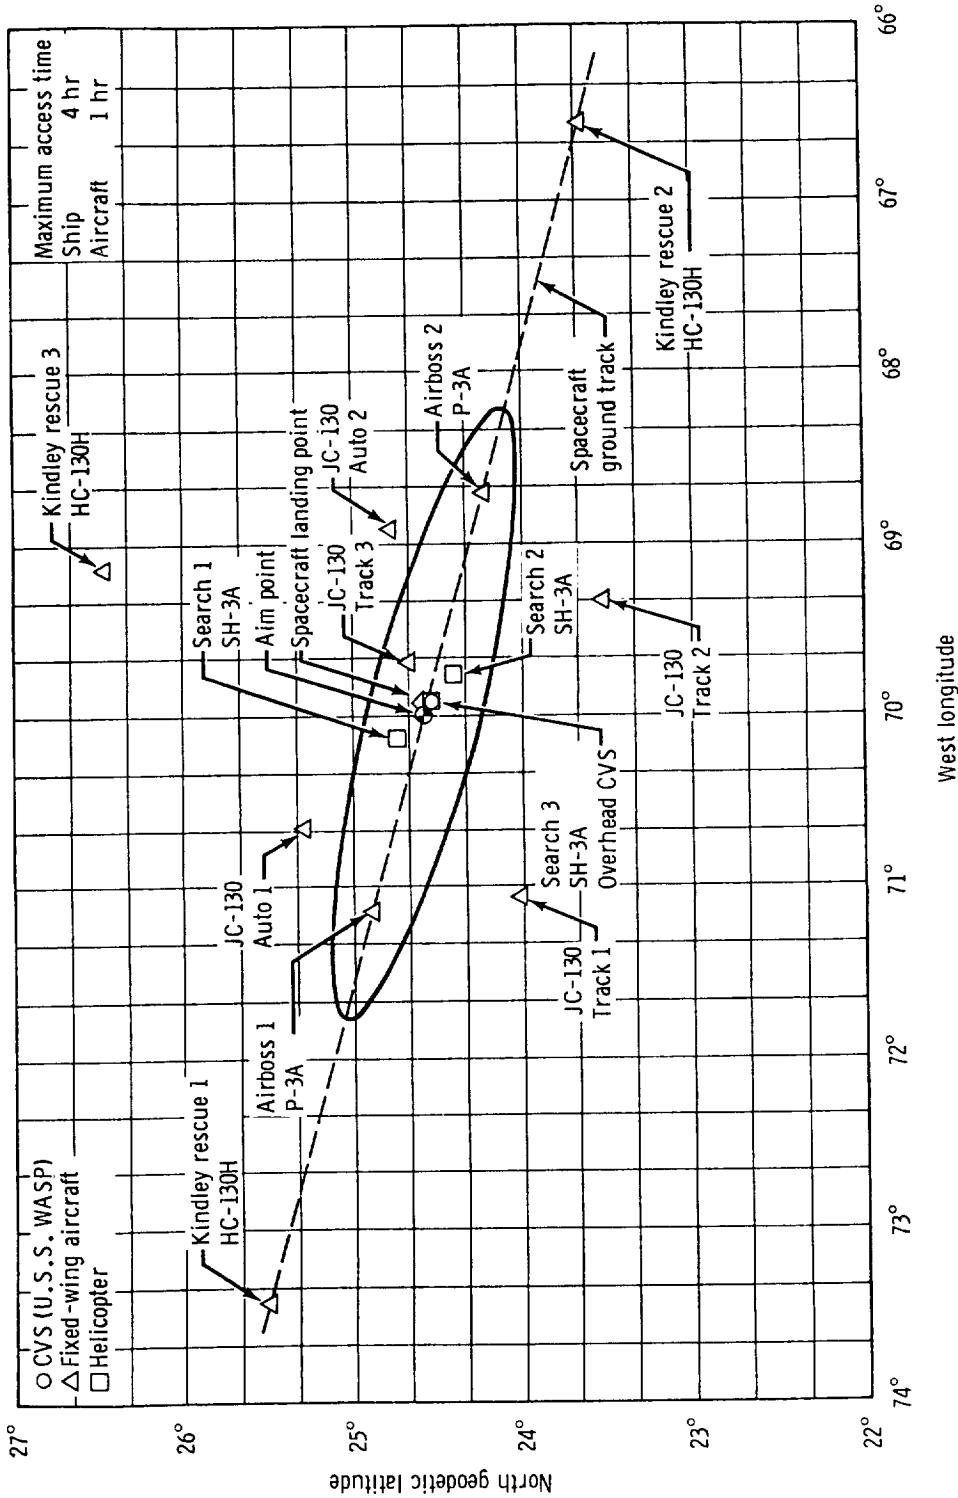 ○ CVS (U.S.S. WASP)
△ Fixed-wing aircraft
□ Helicopter
Maximum access time
Ship 4 hr
Aircraft 1 hr
Kindley rescue 3
HC-130H
Kindley rescue 1
HC-130H
Search 1
SH-3A
Aim point
Spacecraft landing point
JC-130
Track 3
JC-130
Auto 2
JC-130
Auto 1
Airboss 1
P-3A
Airboss 2
P-3A
Spacecraft
ground track
Search 2
SH-3A
Search 3
SH-3A
Overhead CVS
JC-130
Track 1
JC-130
Track 2
Kindley rescue 2
HC-130H
27°
26°
25°
24°
23°
22°
North geodetic latitude
74°
73°
72°
71°
70°
69°
68°
67°
66°
West longitude